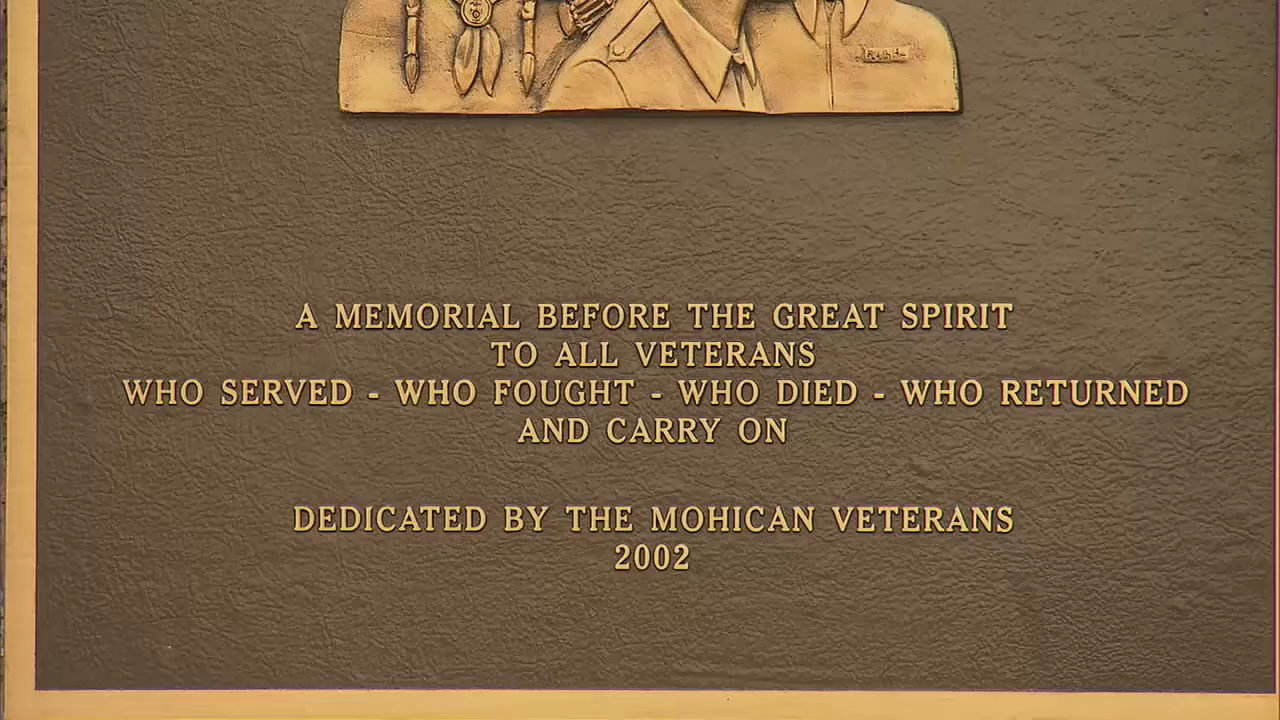 A MEMORIAL BEFORE THE GREAT SPIRIT
TO ALL VETERANS
WHO SERVED - WHO FOUGHT - WHO DIED - WHO RETURNED
AND CARRY ON
DEDICATED BY THE MOHICAN VETERANS
2002